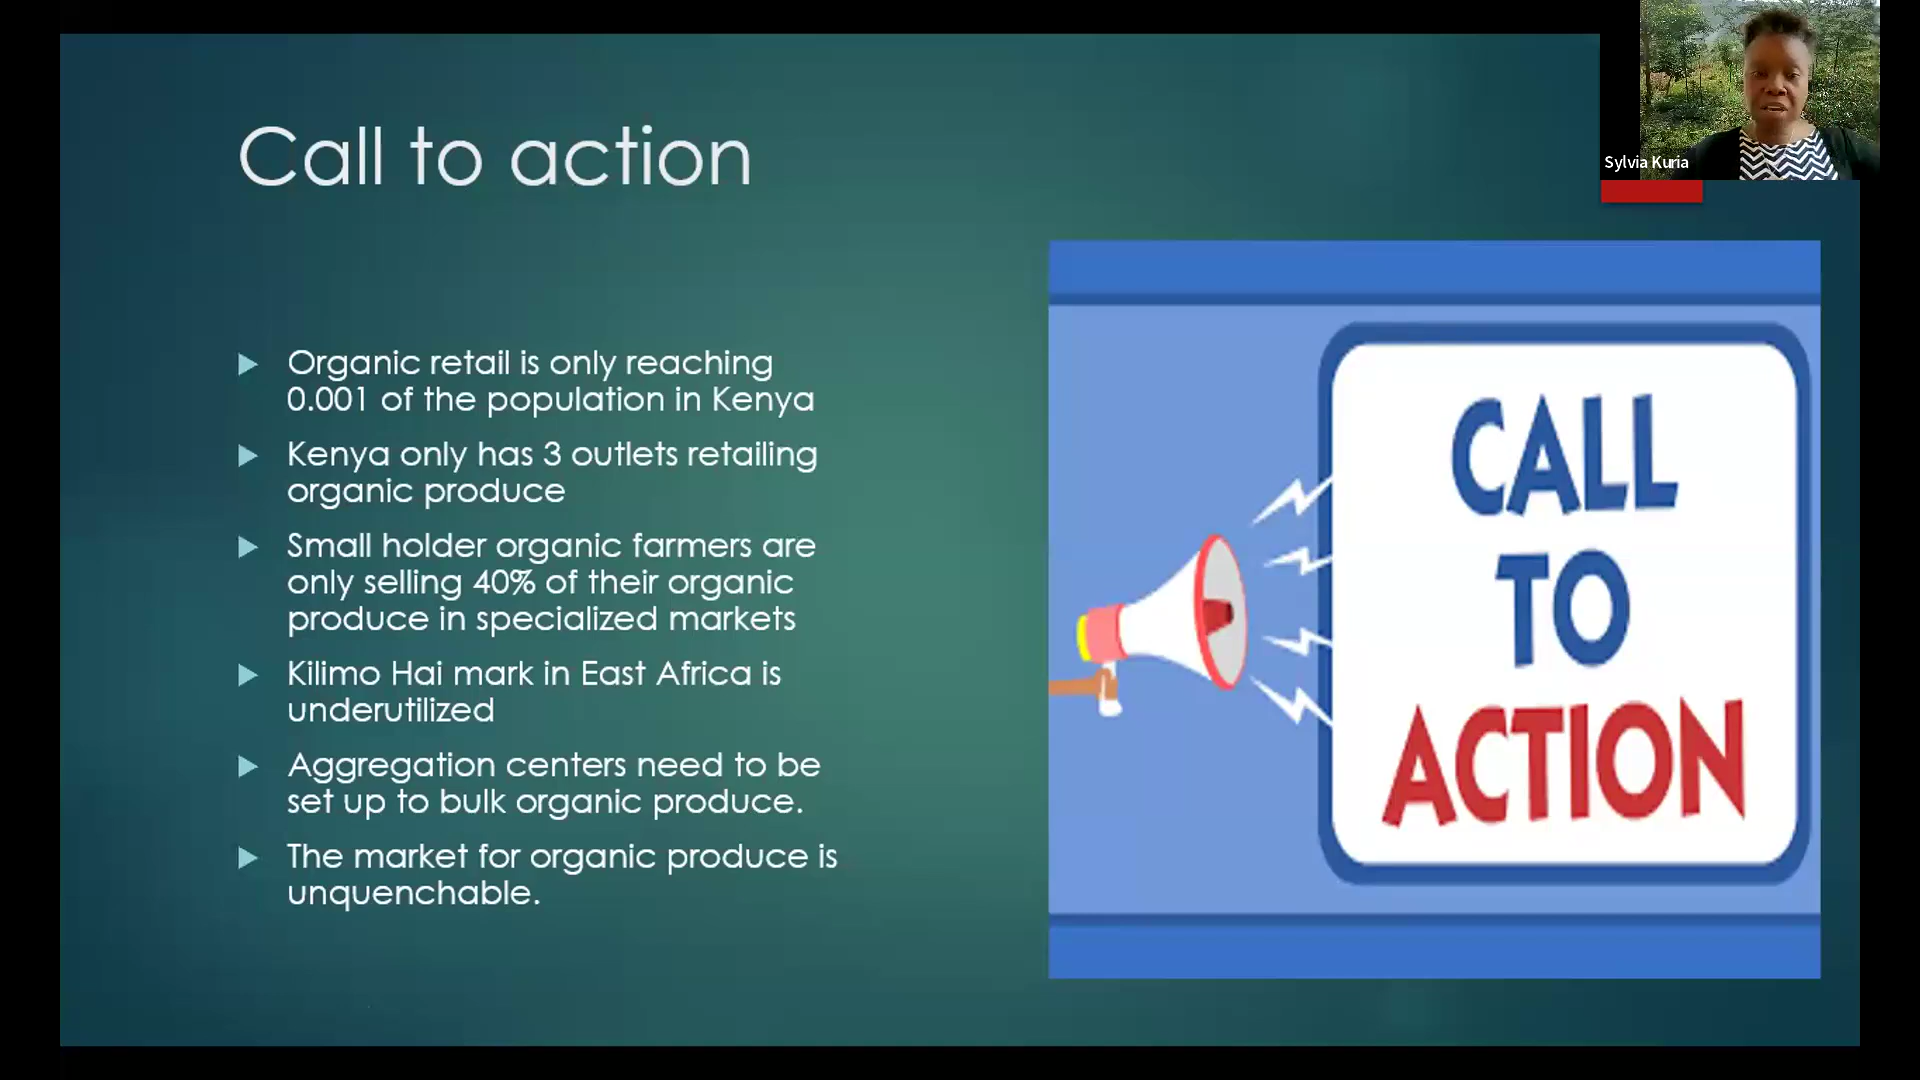 Sylvia Kuria
Call to action
Organic retail is only reaching
0.001 of the population in Kenya
Kenya only has 3 outlets retailing
organic produce
Small holder organic farmers are
only selling 40% of their organic
produce in specialized markets
Kilimo Hai mark in East Africa is
underutilized
Aggregation centers need to be
set up to bulk organic produce.
The market for organic produce is
unquenchable.
CALL
TO
ACTION